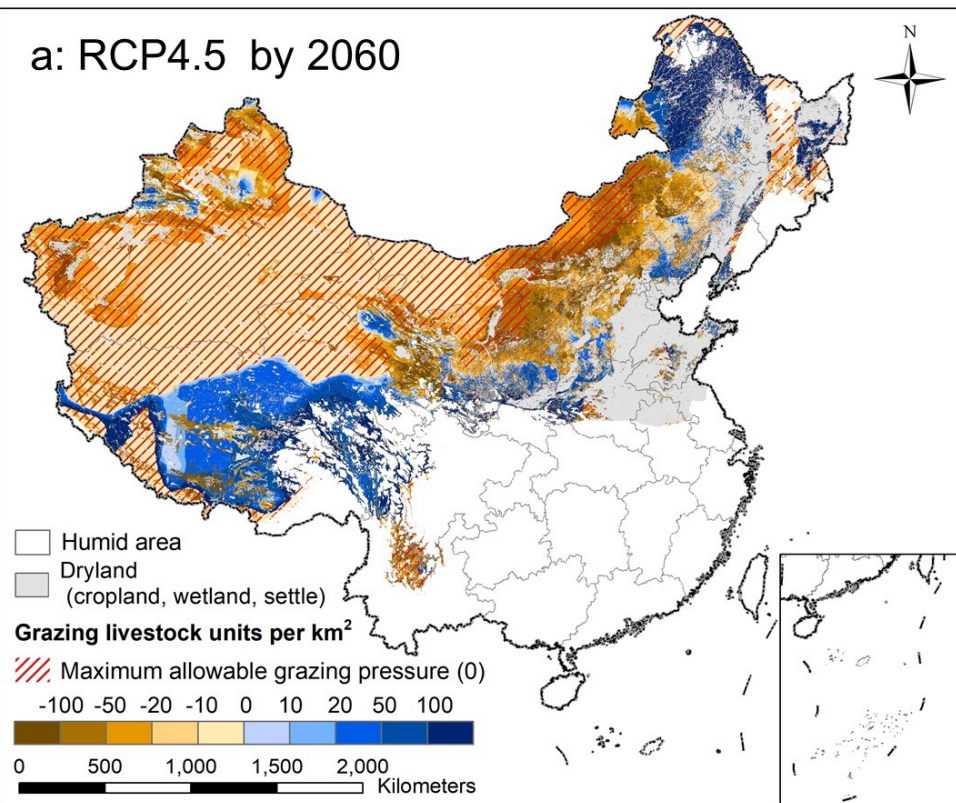 a: RCP4.5 by 2060
N
Humid area
Dryland
(cropland, wetland, settle)
Grazing livestock units per km²
Maximum allowable grazing pressure (0)
-100 -50 -20 -10 0 10 20 50 100
0 500 1,000 1,500 2,000
Kilometers